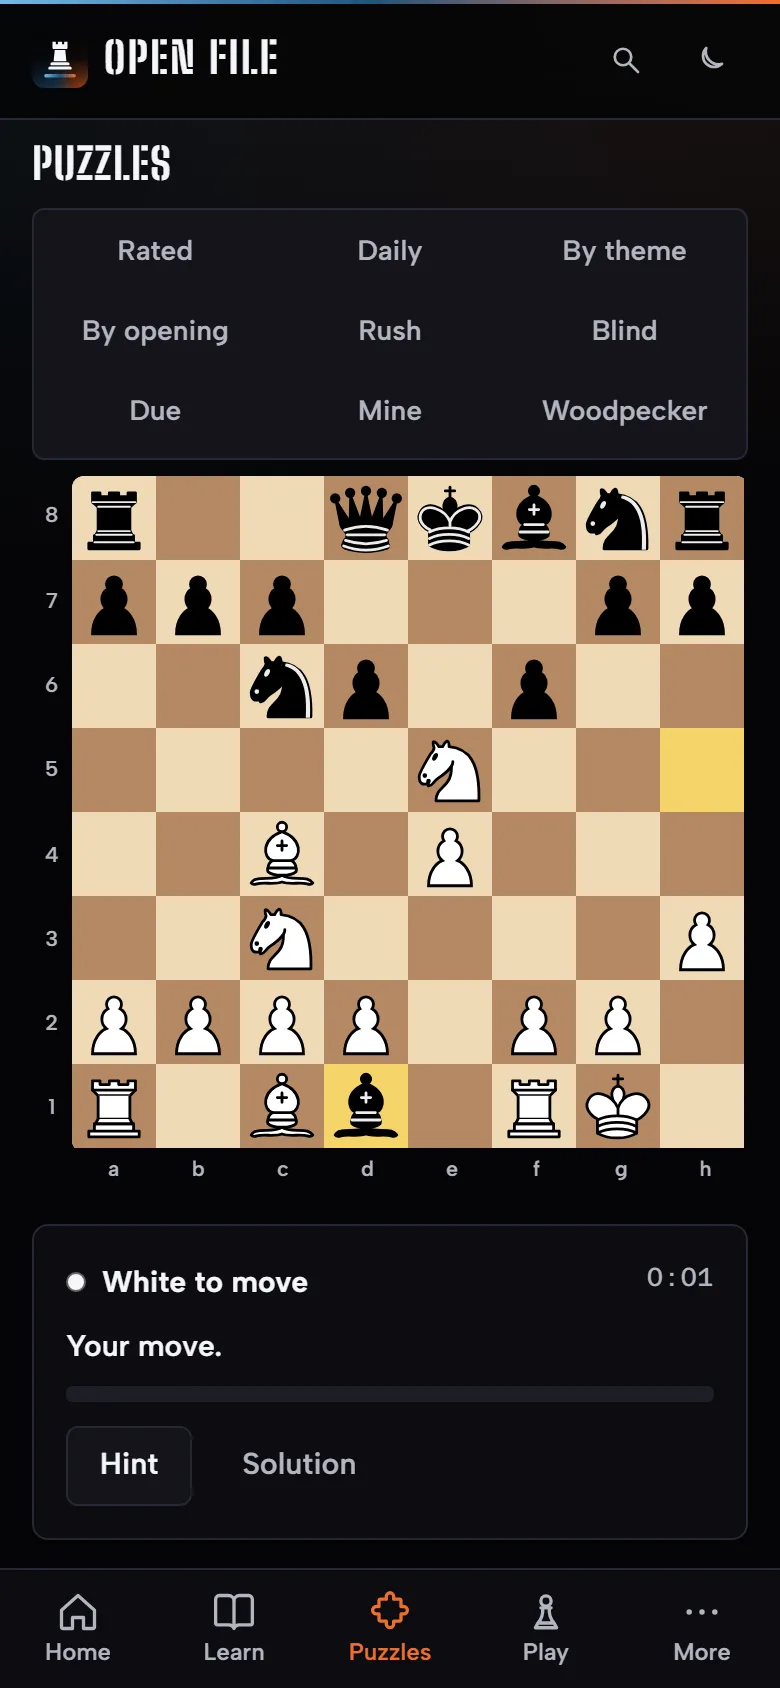 OPEN FILE
PUZZLES
Rated Daily By theme
By opening Rush Blind
Due Mine Woodpecker
8
7
6
5
4
3
2
1
a b c d e f g h
White to move 0:01
Your move.
Hint Solution
Home Learn Puzzles Play More